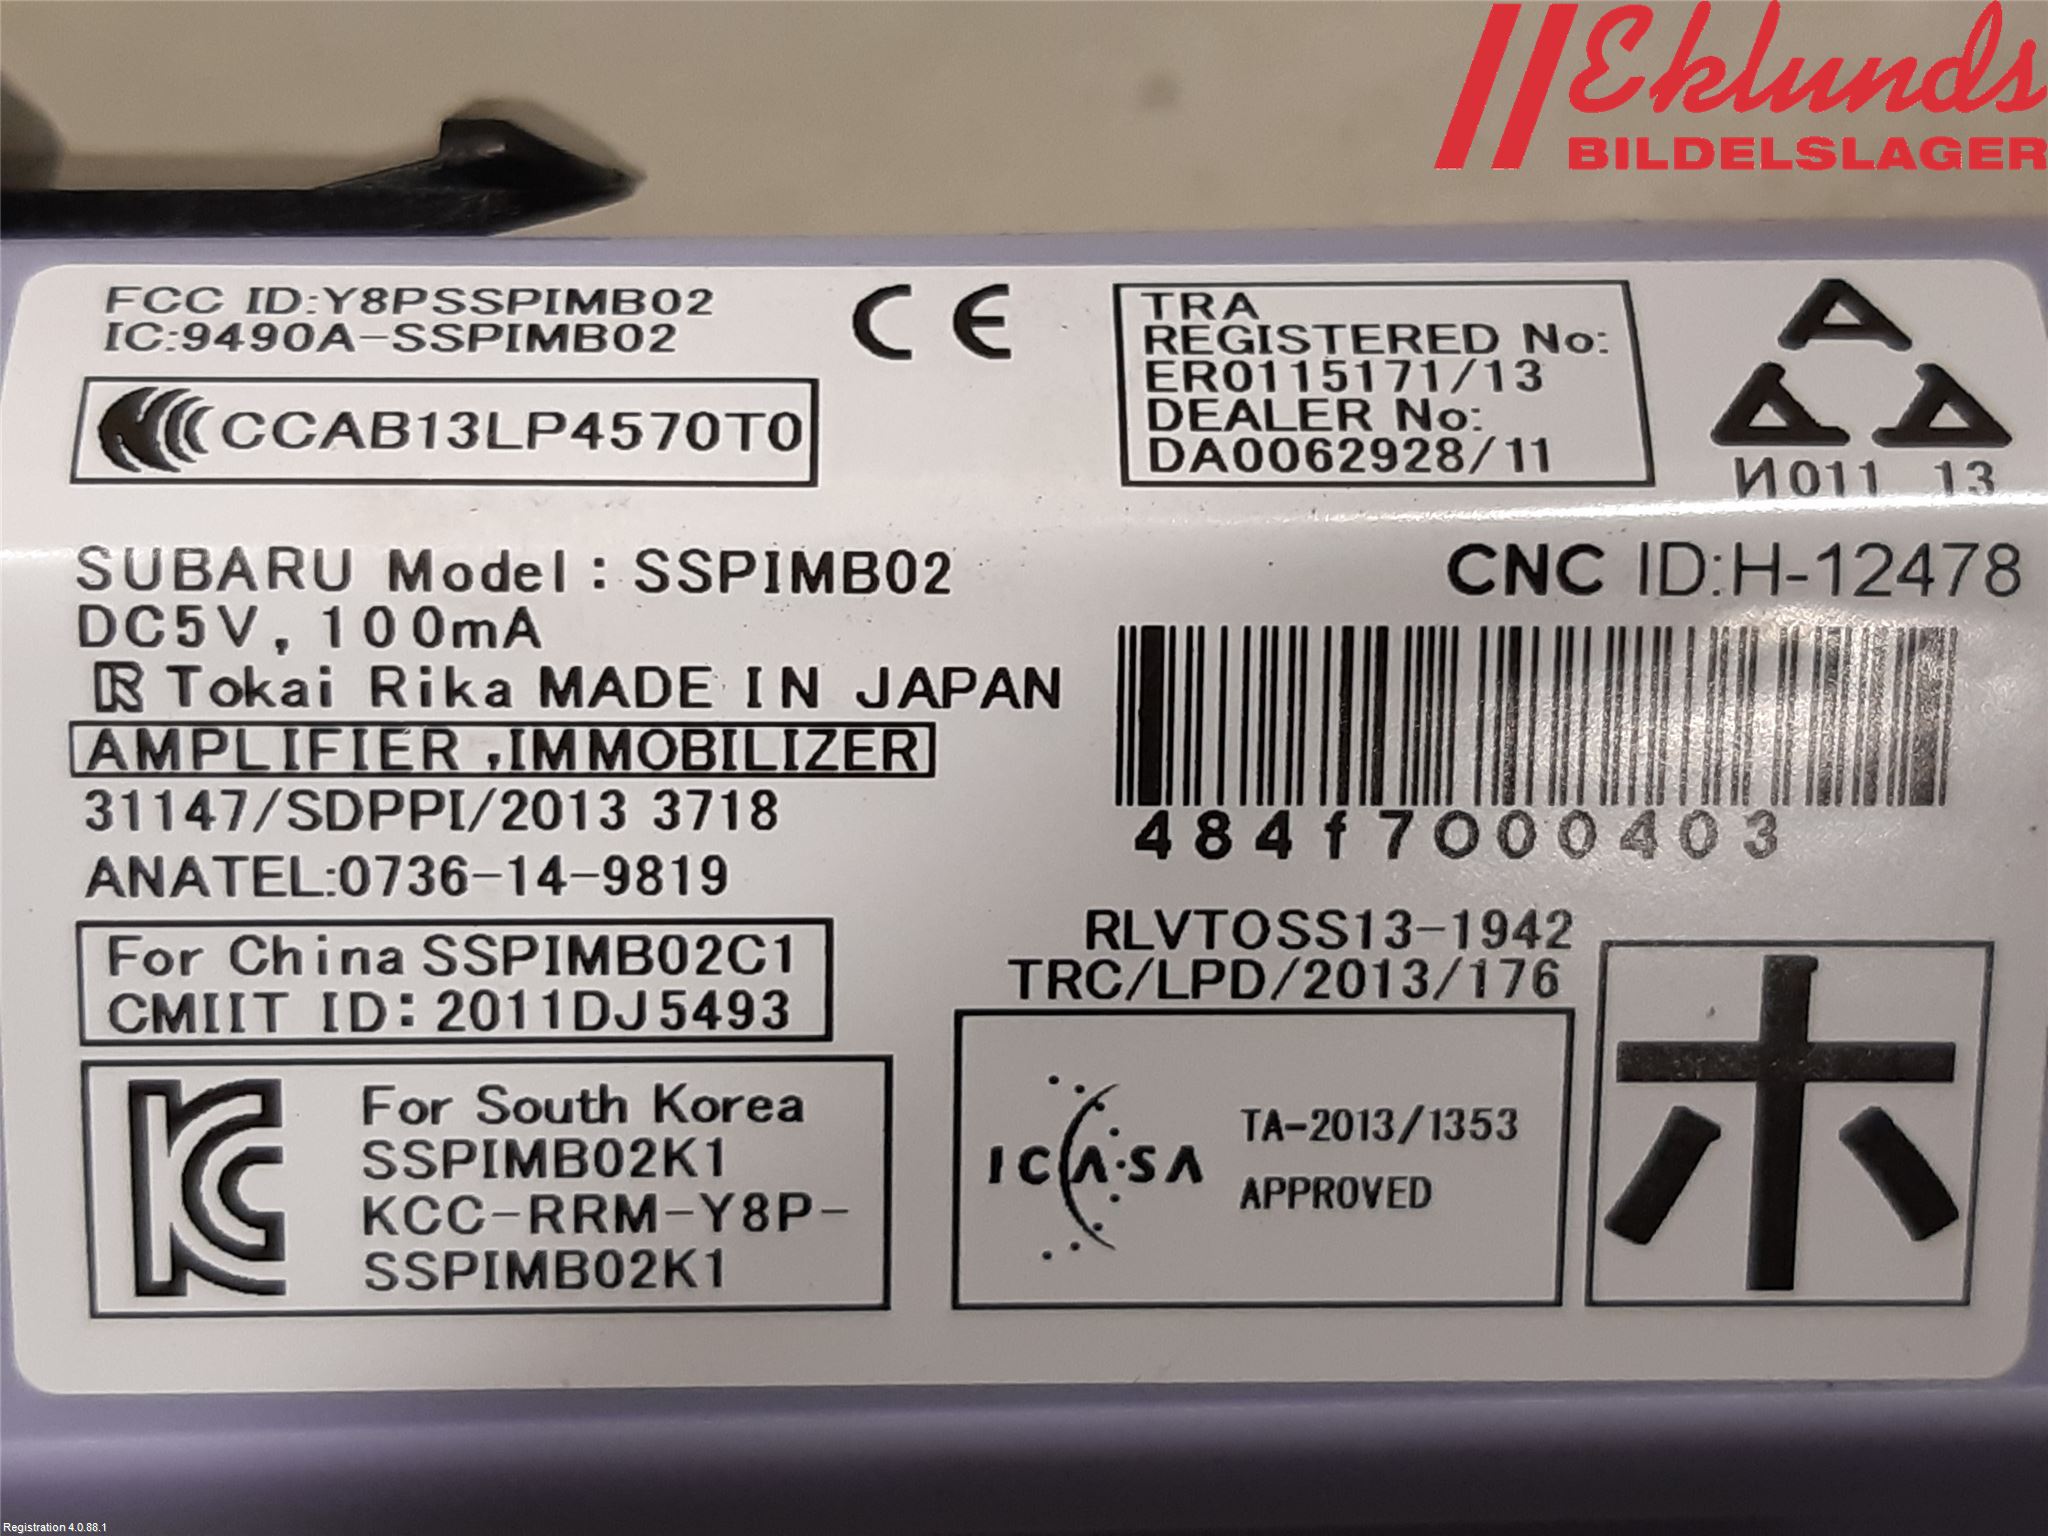 Eklunds
BILDELSLAGER
FCC ID:Y8PSSPIMB02
IC:9490A-SSPIMB02
CCAB13LP4570T0
CE
TRA
REGISTERED No:
ER0115171/13
DEALER No:
DA0062928/11
И011 13
SUBARU Model: SSPIMB02
DC5V, 100mA
Tokai Rika MADE IN JAPAN
AMPLIFIER ,IMMOBILIZER
31147/SDPPI/2013 3718
ANATEL:0736-14-9819
CNC ID:H-12478
484f7000403
For China SSPIMB02C1
CMIIT ID: 2011DJ5493
RLVTOSS13-1942
TRC/LPD/2013/176
For South Korea
SSPIMB02K1
KCC-RRM-Y8P-
SSPIMB02K1
ICASA
TA-2013/1353
APPROVED
Registration 4.0.88.1